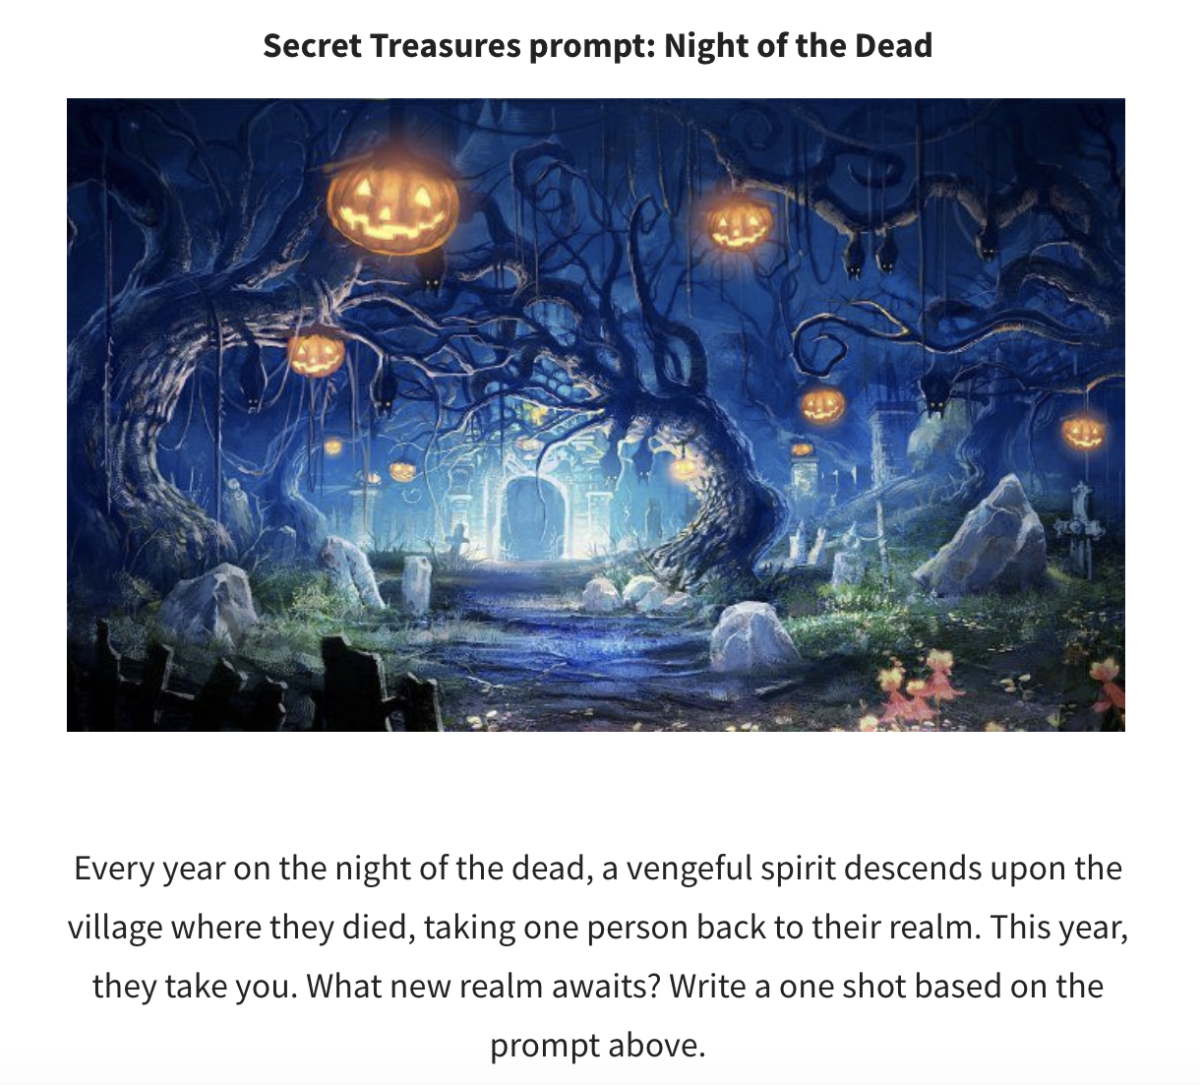 Secret Treasures prompt: Night of the Dead
Every year on the night of the dead, a vengeful spirit descends upon the
village where they died, taking one person back to their realm. This year,
they take you. What new realm awaits? Write a one shot based on the
prompt above.